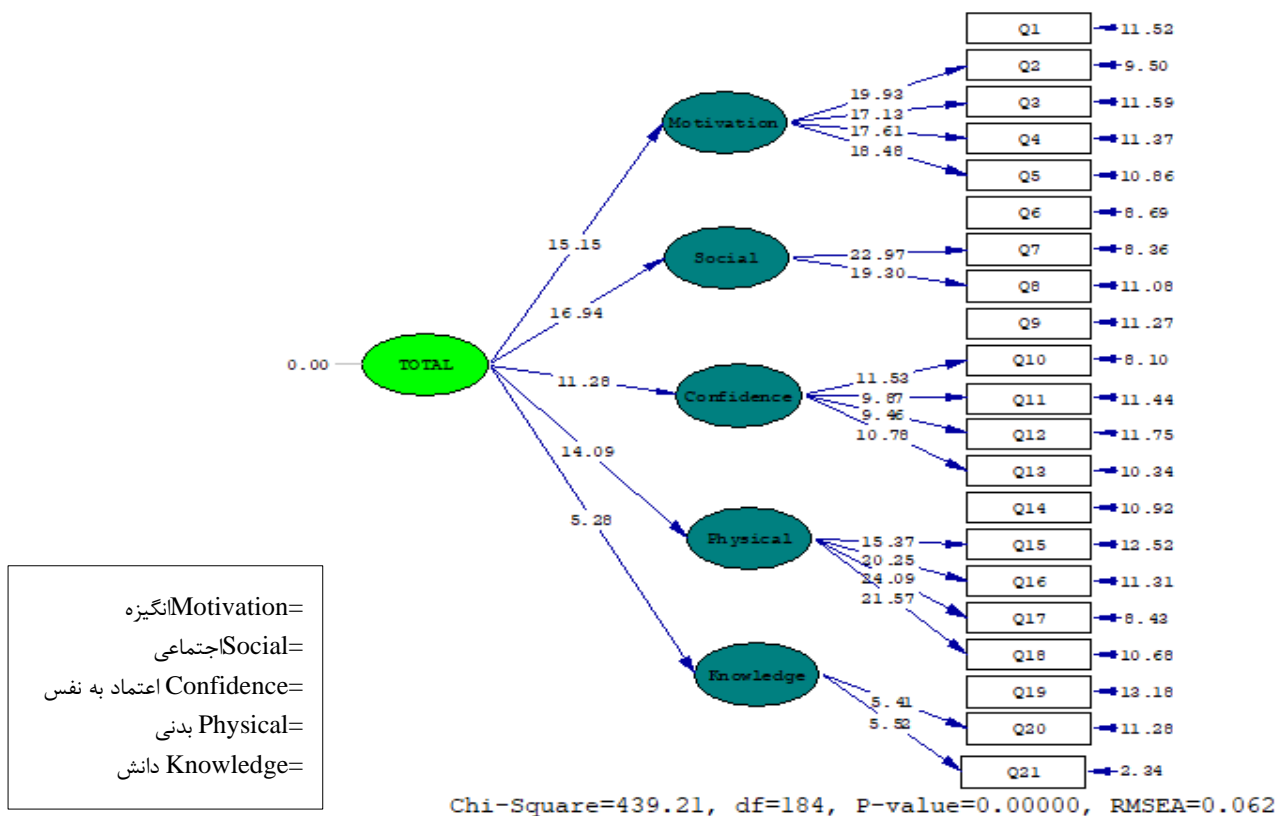 Q1 11.52
Q2 9.50
19.93
Q3 11.59
17.13
Motivation
17.61
Q4 11.37
18.48
Q5 10.86
Q6 8.69
15.15
Q7 8.36
22.97
Social
19.30
Q8 11.08
16.94
Q9 11.27
0.00 TOTAL
Q10 8.10
11.28
11.53
Confidence
9.87
Q11 11.44
9.46
Q12 11.75
10.78
Q13 10.34
14.09
Q14 10.92
5.28
Physical
15.37
Q15 12.52
20.25
Q16 11.31
24.09
21.57
Q17 8.43
Q18 10.68
Knowledge
Q19 13.18
5.41
Q20 11.28
5.52
Q21 2.34
=Motivationانگیزه
=Socialاجتماعی
=Confidence اعتماد به نفس
=Physical بدنی
=Knowledge دانش
Chi-Square=439.21, df=184, P-value=0.00000, RMSEA=0.062